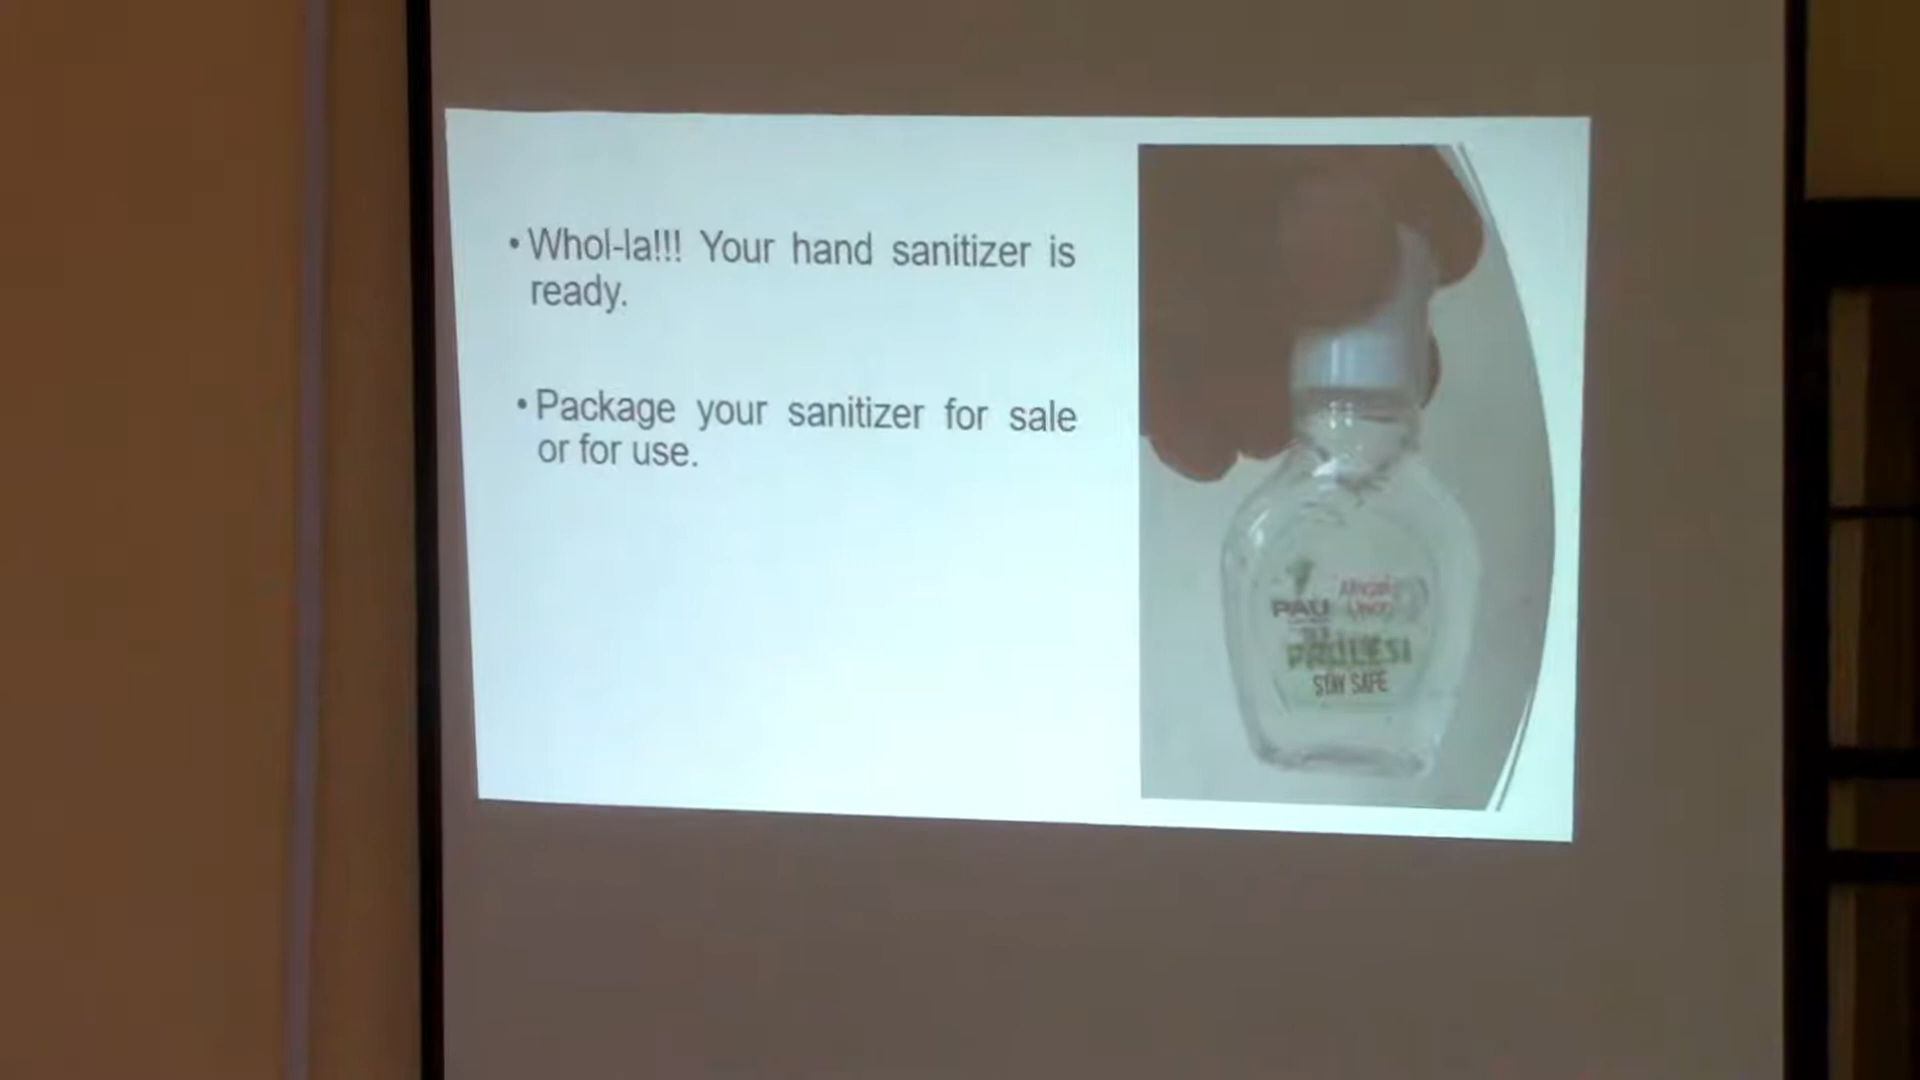 • Whol-la!!! Your hand sanitizer is
ready.
• Package your sanitizer for sale
or for use.
PAU
STAY SAFE